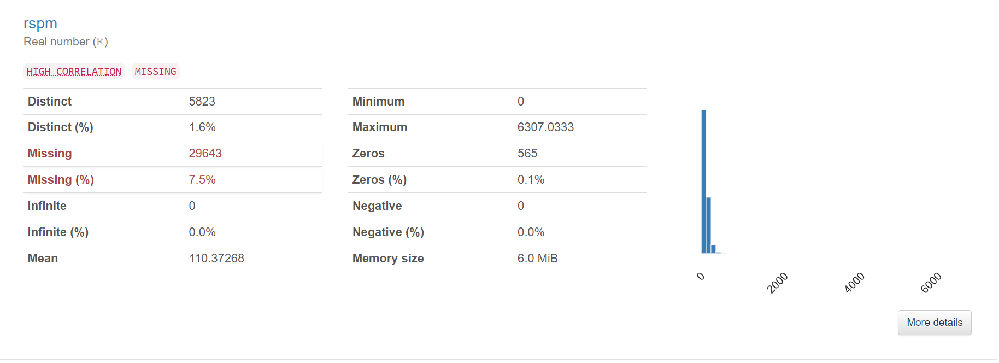 rspm
Real number (ℝ)
HIGH CORRELATION MISSING
Distinct 5823
Distinct (%) 1.6%
Missing 29643
Missing (%) 7.5%
Infinite 0
Infinite (%) 0.0%
Mean 110.37268
Minimum 0
Maximum 6307.0333
Zeros 565
Zeros (%) 0.1%
Negative 0
Negative (%) 0.0%
Memory size 6.0 MiB
0 2000 4000 6000
More details